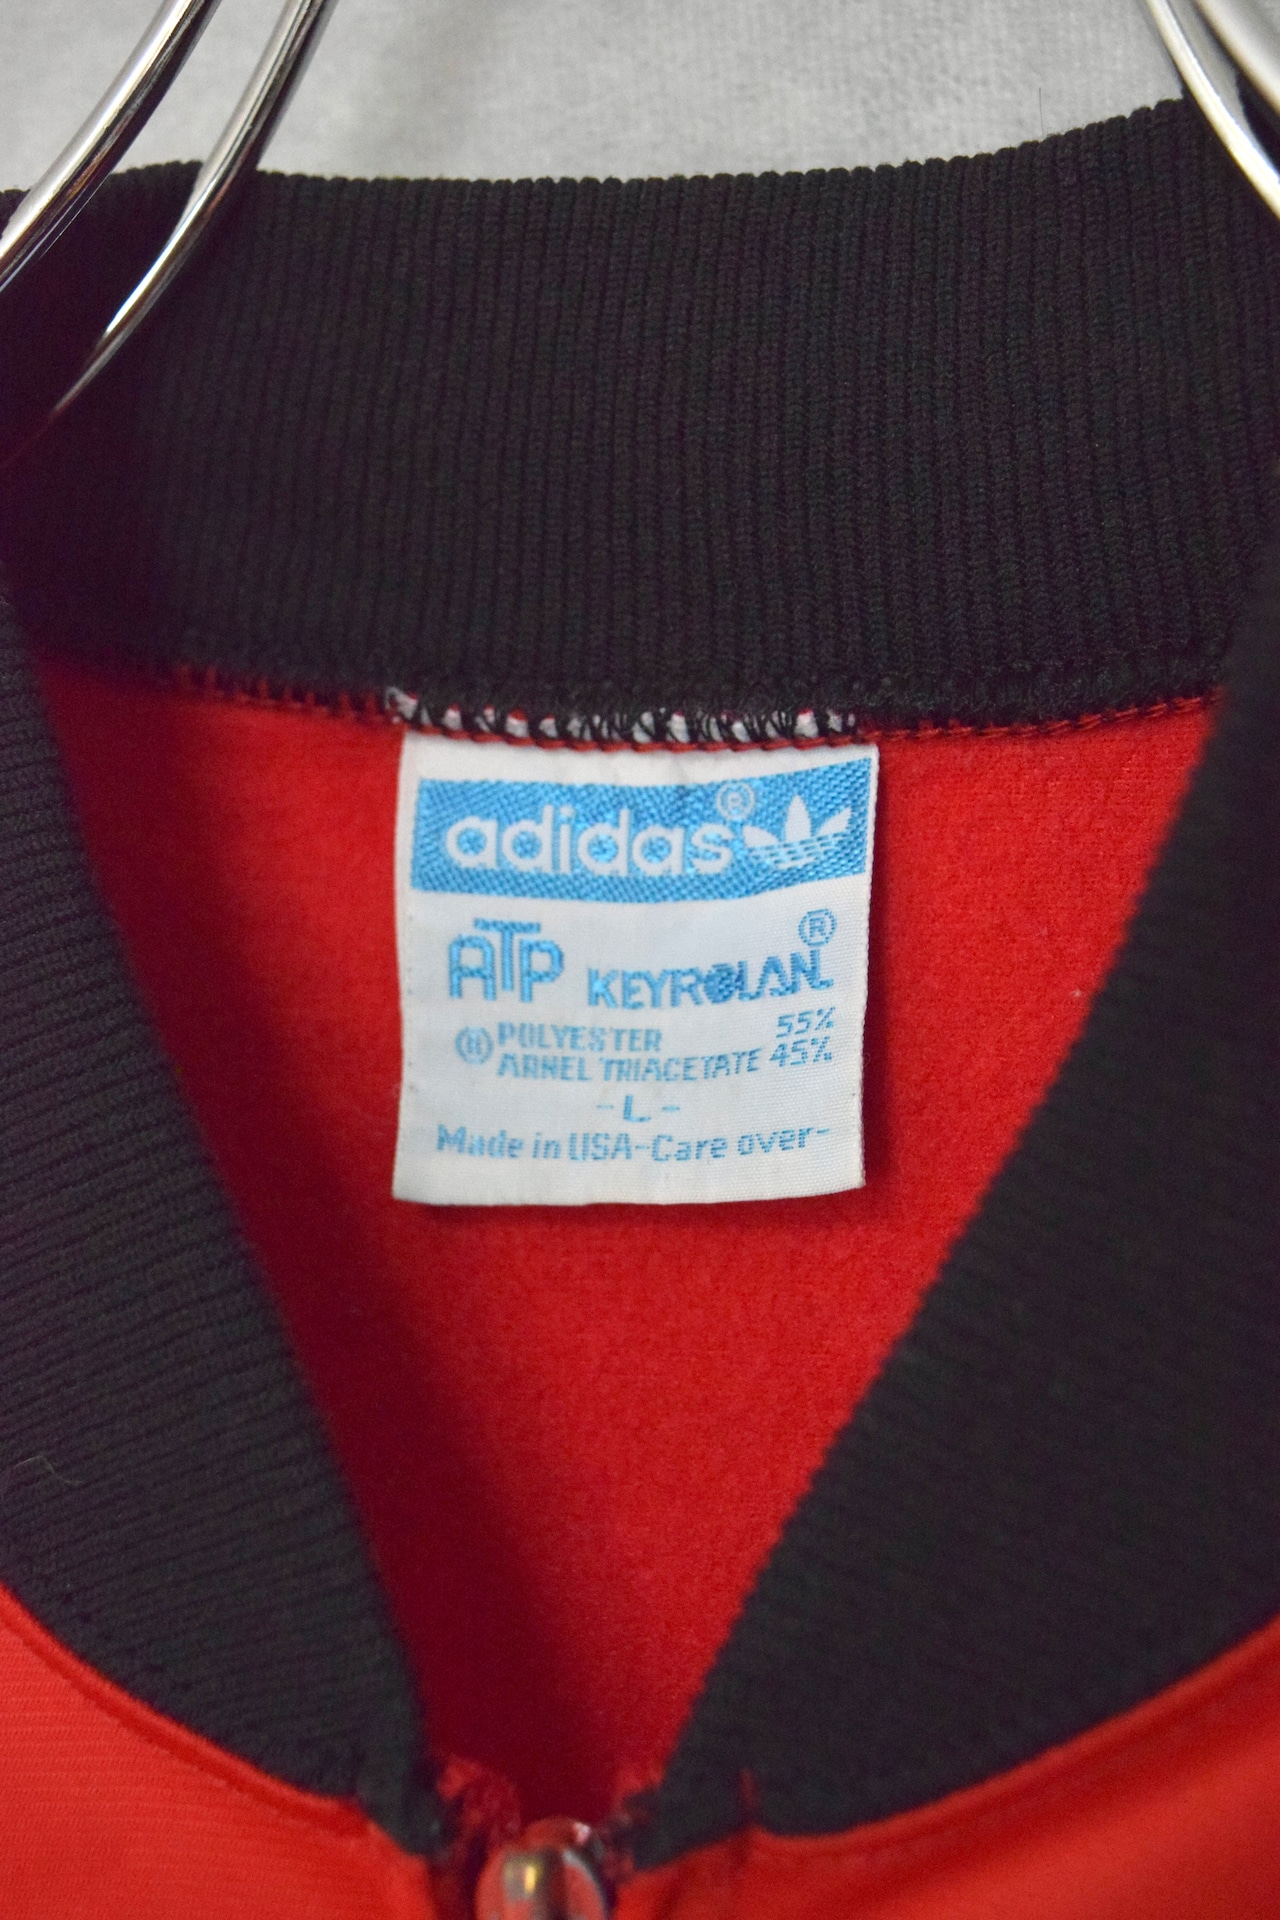 adidas®
ATP KEYROLAN®
Ⓗ POLYESTER 55%
ARNEL TRIACETATE 45%
-L-
Made in USA-Care over-